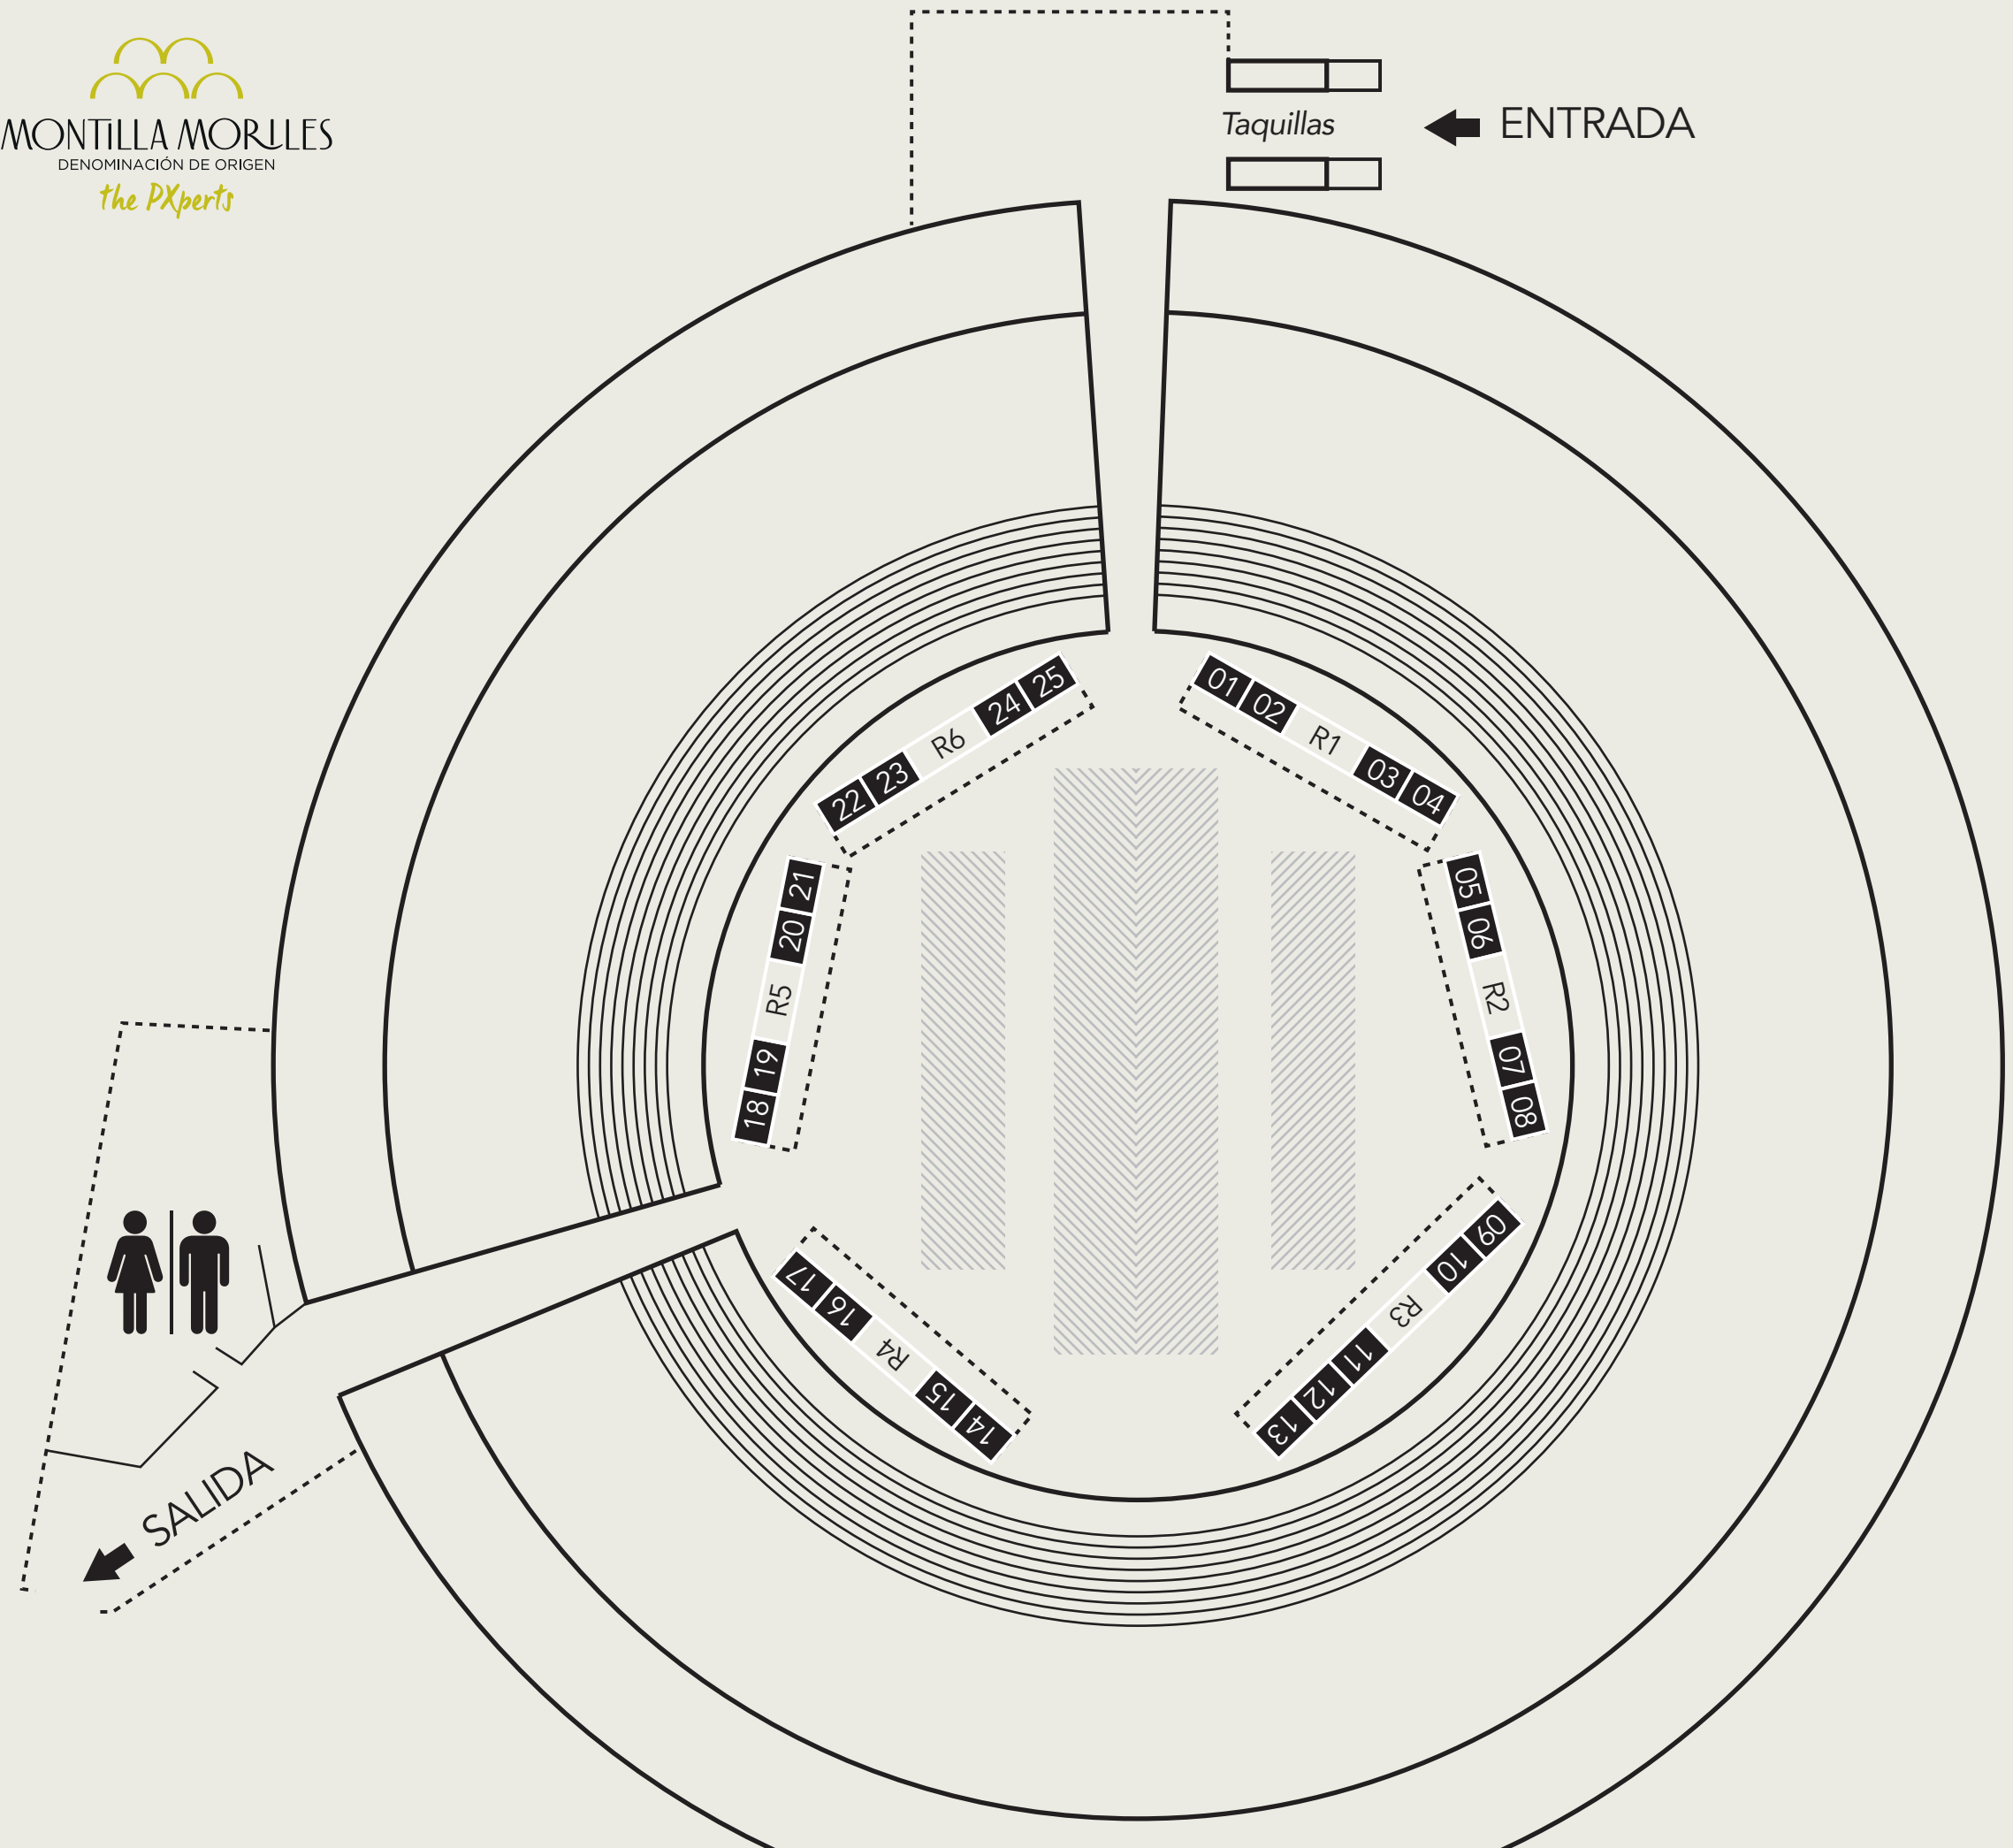 MONTILLA MORILES
DENOMINACIÓN DE ORIGEN
the PXperts
Taquillas
ENTRADA
01 02 R1 03 04
05 06 R2 07 08
09 10 R3 11 12 13
14 15 R4 16 17
18 19 R5 20 21
22 23 R6 24 25
SALIDA